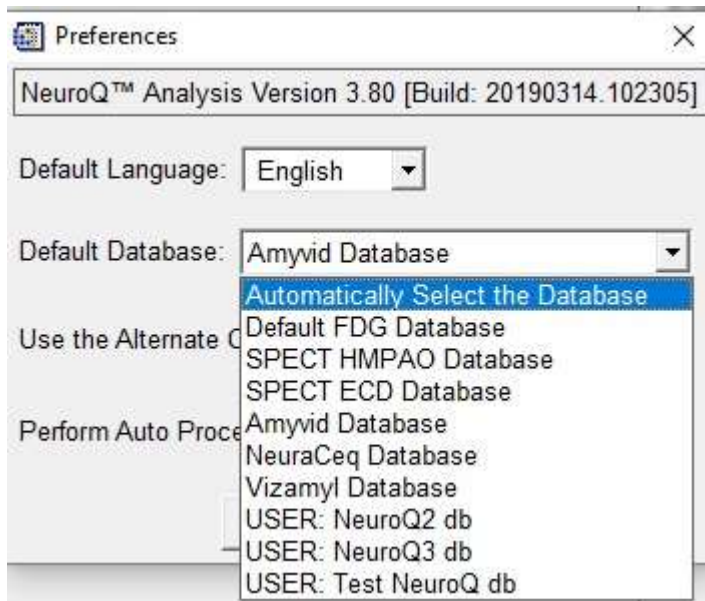 Preferences
NeuroQ™ Analysis Version 3.80 [Build: 20190314.102305]
Default Language: English
Default Database: Amyvid Database
Automatically Select the Database
Default FDG Database
Use the Alternate
SPECT HMPAO Database
SPECT ECD Database
Amyvid Database
Perform Auto
NeuraCeq Database
Vizamyl Database
USER: NeuroQ2 db
USER: NeuroQ3 db
USER: Test NeuroQ db